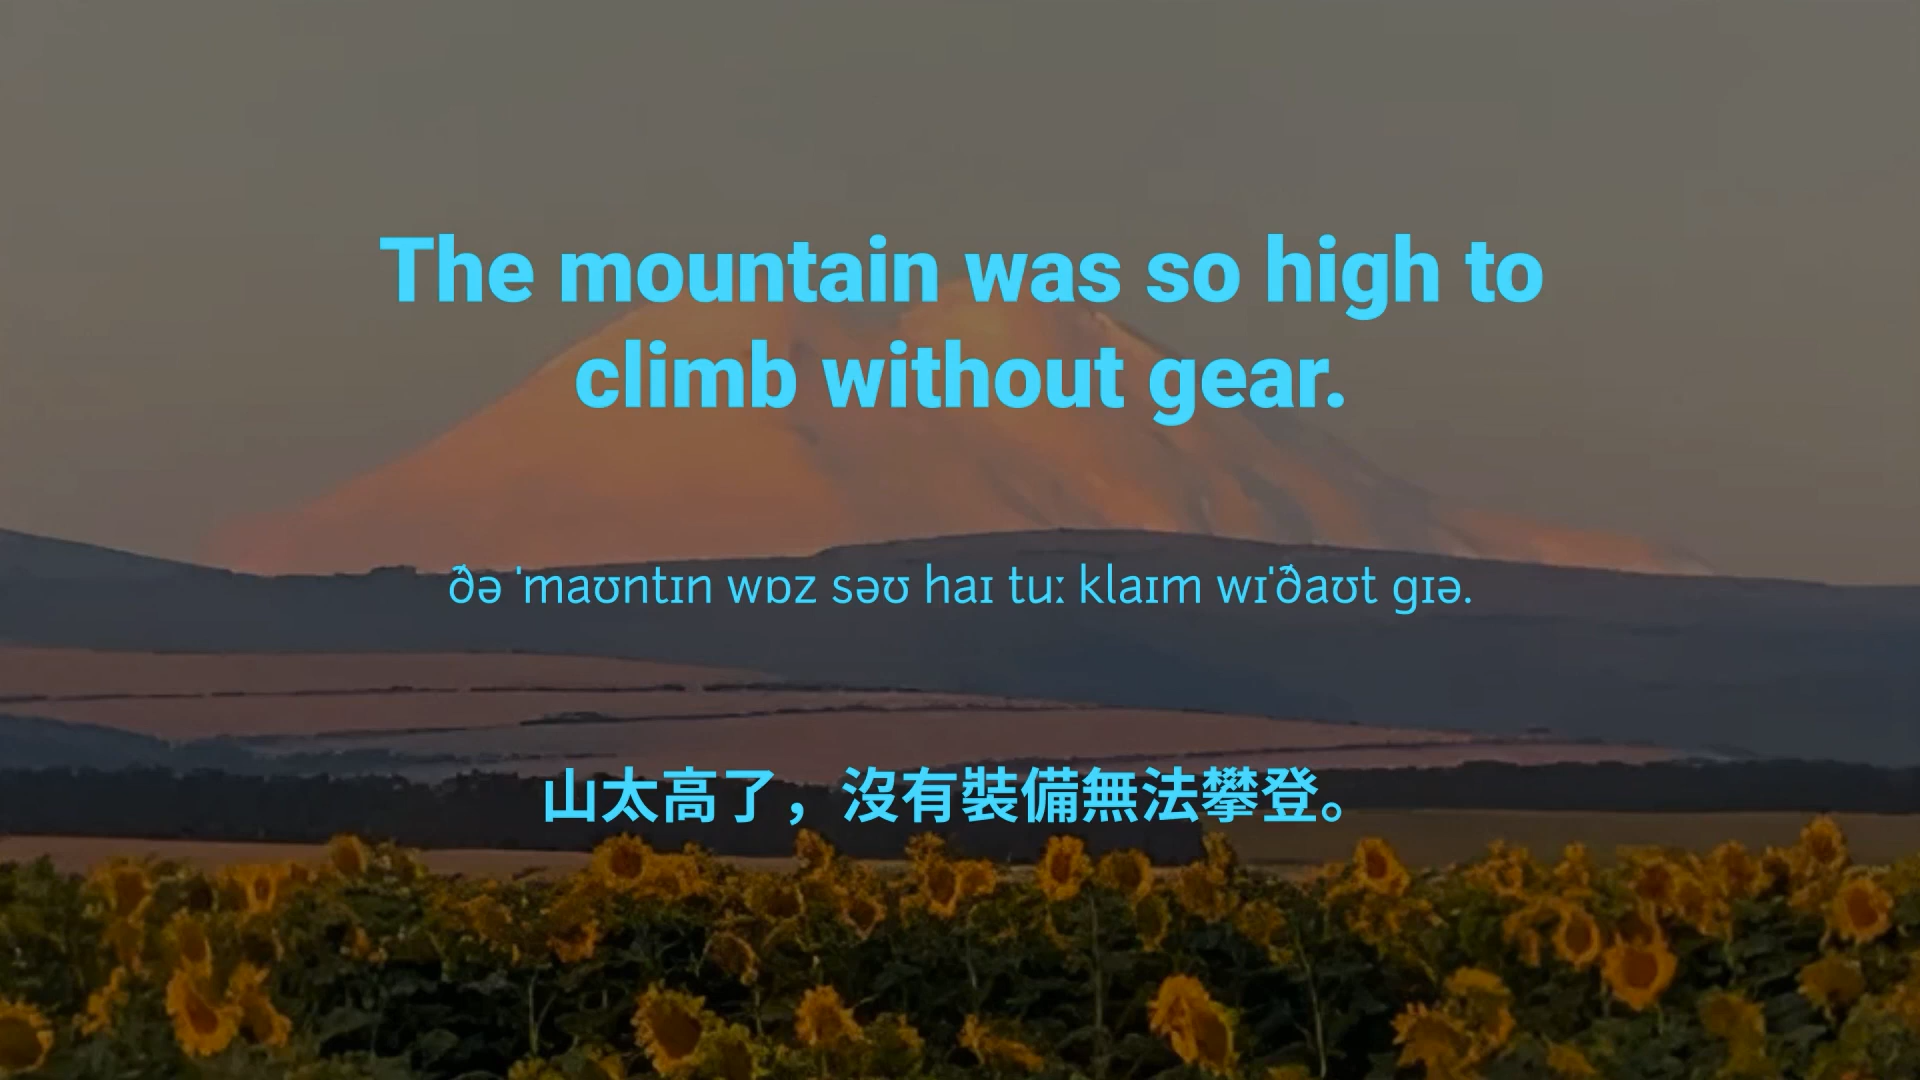 The mountain was so high to
climb without gear.
ðə ˈmaʊntɪn wɒz səʊ haɪ tuː klaɪm wɪˈðaʊt ɡɪə.
山太高了，沒有裝備無法攀登。